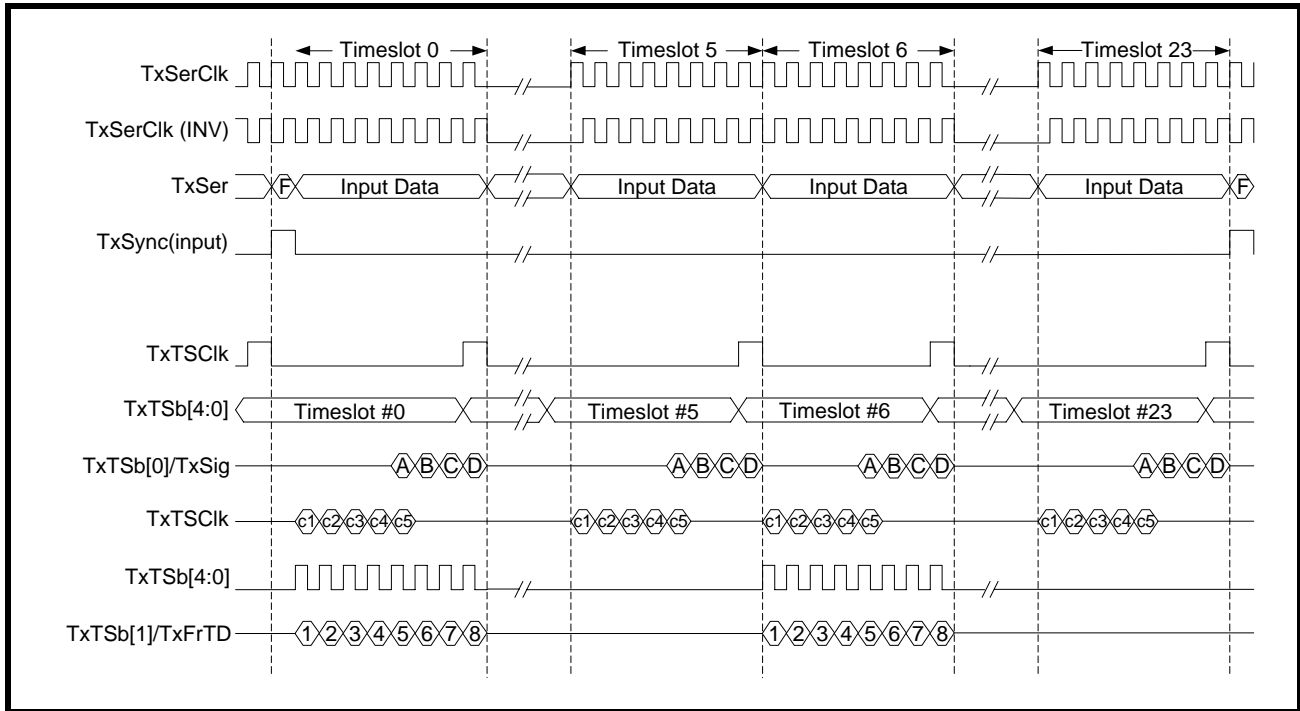 Timeslot 0 Timeslot 5 Timeslot 6 Timeslot 23
TxSerClk
TxSerClk (INV)
TxSer F Input Data Input Data Input Data Input Data F
TxSync(input)
TxTSClk
TxTSb[4:0] Timeslot #0 Timeslot #5 Timeslot #6 Timeslot #23
TxTSb[0]/TxSig A B C D A B C D A B C D A B C D
TxTSClk c1 c2 c3 c4 c5 c1 c2 c3 c4 c5 c1 c2 c3 c4 c5 c1 c2 c3 c4 c5
TxTSb[4:0]
TxTSb[1]/TxFrTD 1 2 3 4 5 6 7 8 1 2 3 4 5 6 7 8